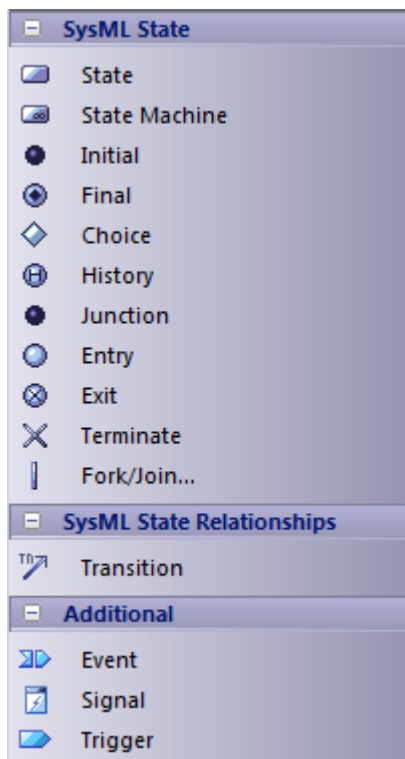 SysML State
State
State Machine
Initial
Final
Choice
History
Junction
Entry
Exit
Terminate
Fork/Join...
SysML State Relationships
Transition
Additional
Event
Signal
Trigger